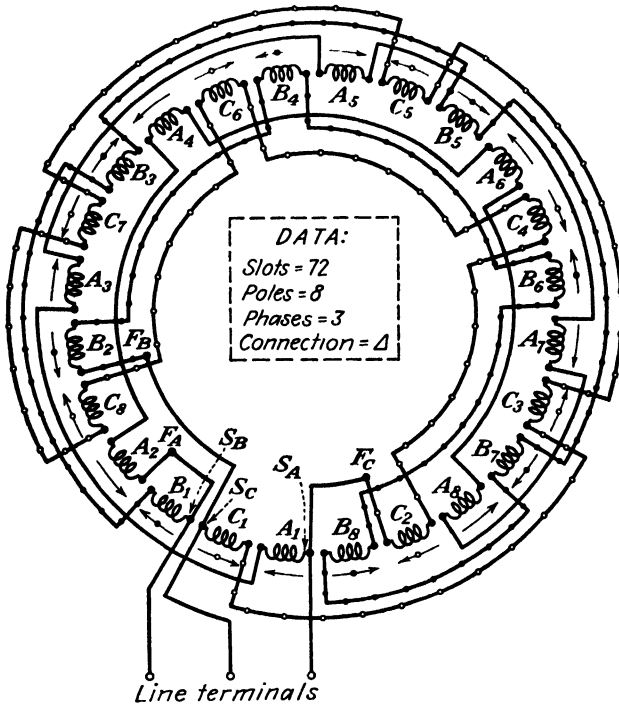 C6
B4
A5
C5
B5
A4
B3
A6
C7
C4
A3
B6
DATA:
Slots = 72
Poles = 8
Phases = 3
Connection = Δ
B2
FB
A7
C8
C3
A2
FA
SB
SC
SA
FC
B7
A8
B1
C1
A1
B8
C2
Line terminals